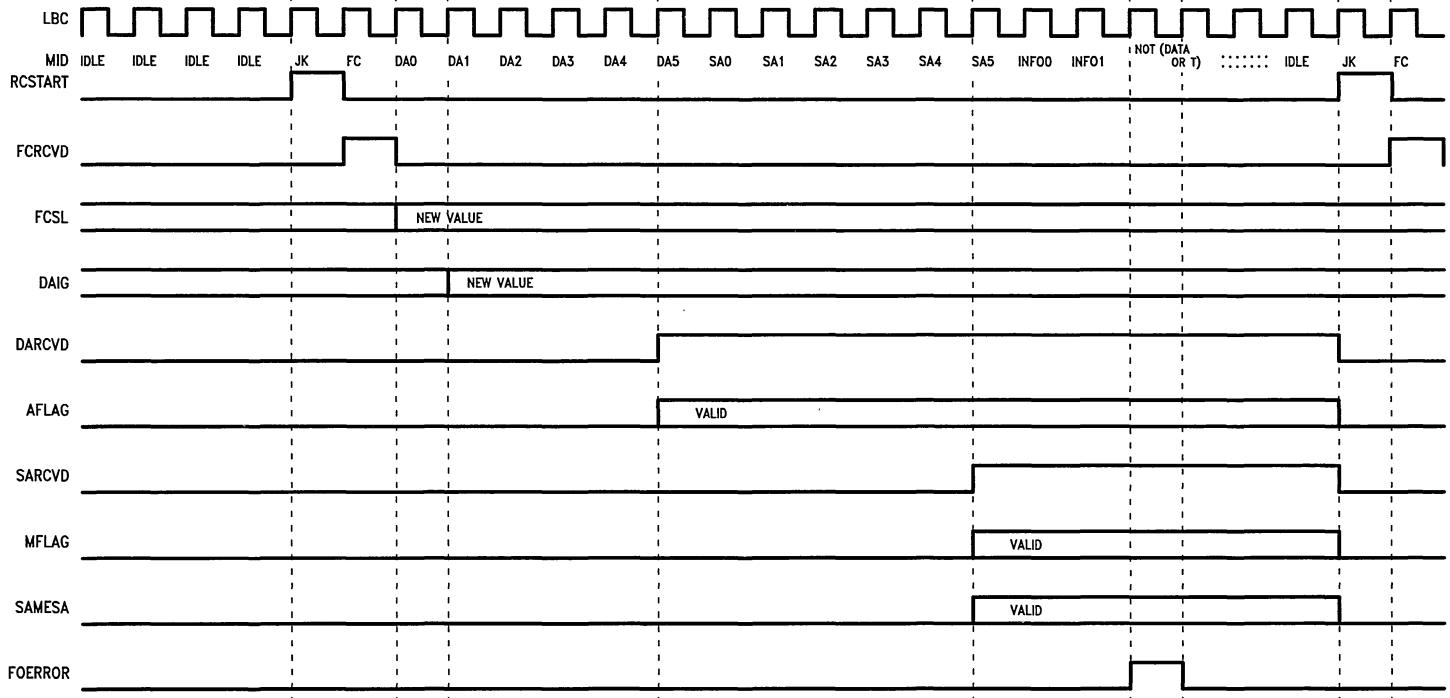 LBC
MID IDLE IDLE IDLE IDLE JK FC DA0 DA1 DA2 DA3 DA4 DA5 SA0 SA1 SA2 SA3 SA4 SA5 INFO0 INFO1 NOT (DATA OR T) IDLE JK FC
RCSTART
FCRCVD
FCSL NEW VALUE
DAIG NEW VALUE
DARCVD
AFLAG VALID
SARCVD
MFLAG VALID
SAMESA VALID
FOERROR